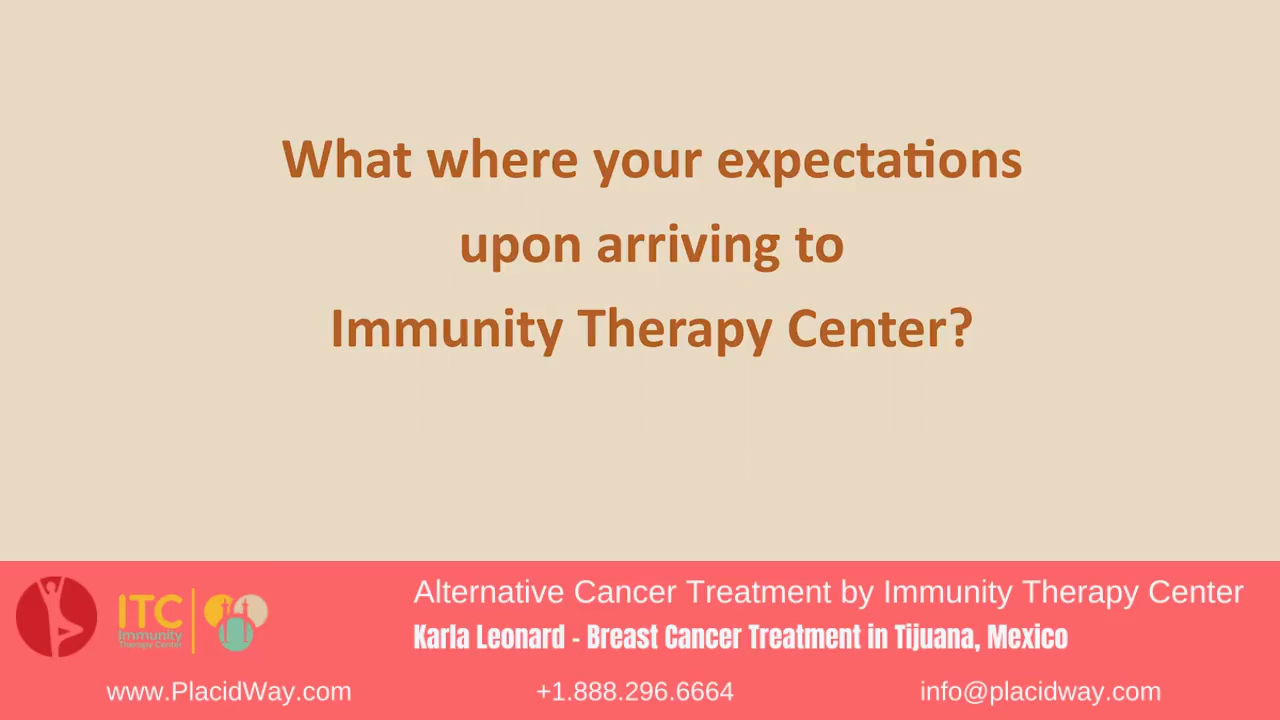 What where your expectations
upon arriving to
Immunity Therapy Center?
Alternative Cancer Treatment by Immunity Therapy Center
ITC
Immunity
Therapy Center
Karla Leonard - Breast Cancer Treatment in Tijuana, Mexico
www.PlacidWay.com
+1.888.296.6664
info@placidway.com